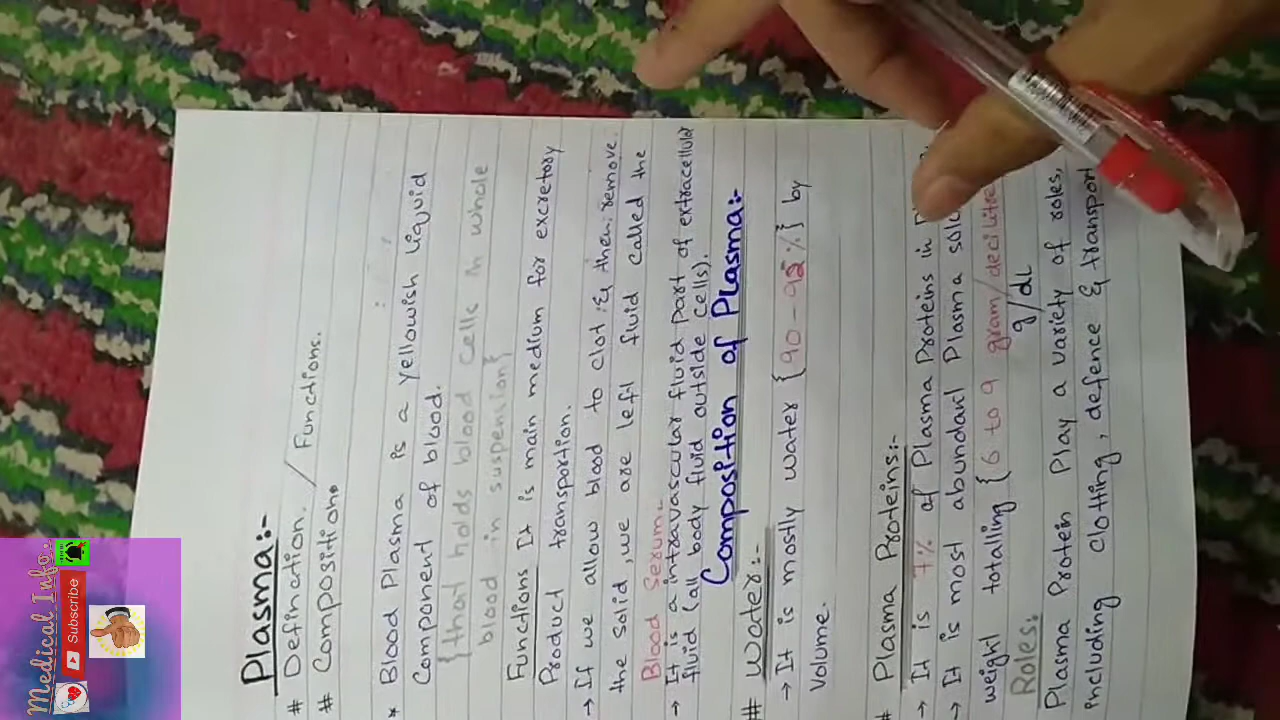 Plasma:-
# Defination. / Functions.
# Composition.
* Blood Plasma is a yellowish liquid
Component of blood.
{that holds blood cells in whole
blood in suspension}
Functions It is main medium for excretory
Product transportion.
→ If we allow blood to clot & then remove.
the solid, we are left fluid called the
Blood Serum.
→ It is a intravascular fluid part of extracellular
fluid (all body fluid outside cells).
Composition of Plasma:-
# Water:-
→ It is mostly water {90-92%} by
Volume.
# Plasma Proteins:-
→ It is 7% of Plasma Proteins in
→ It is most abundant Plasma
weight totaling {6 to 9 gram/decilitre
g/dL
Roles:
Plasma Protein Play a variety of roles,
including clotting, defence & transport
Medical Info:
Subscribe